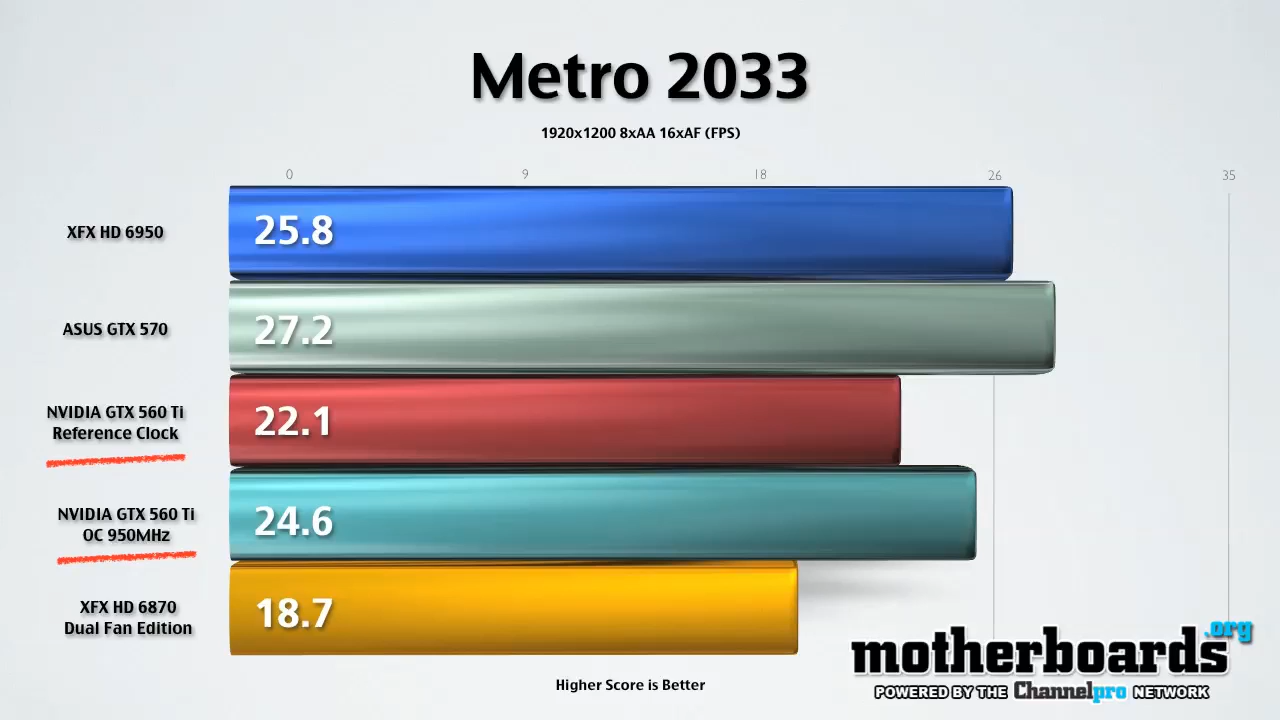 Metro 2033
1920x1200 8xAA 16xAF (FPS)
0 9 18 26 35
XFX HD 6950 25.8
ASUS GTX 570 27.2
NVIDIA GTX 560 Ti
Reference Clock 22.1
NVIDIA GTX 560 Ti
OC 950MHz 24.6
XFX HD 6870
Dual Fan Edition 18.7
Higher Score is Better
motherboards.org
POWERED BY THE Channelpro NETWORK